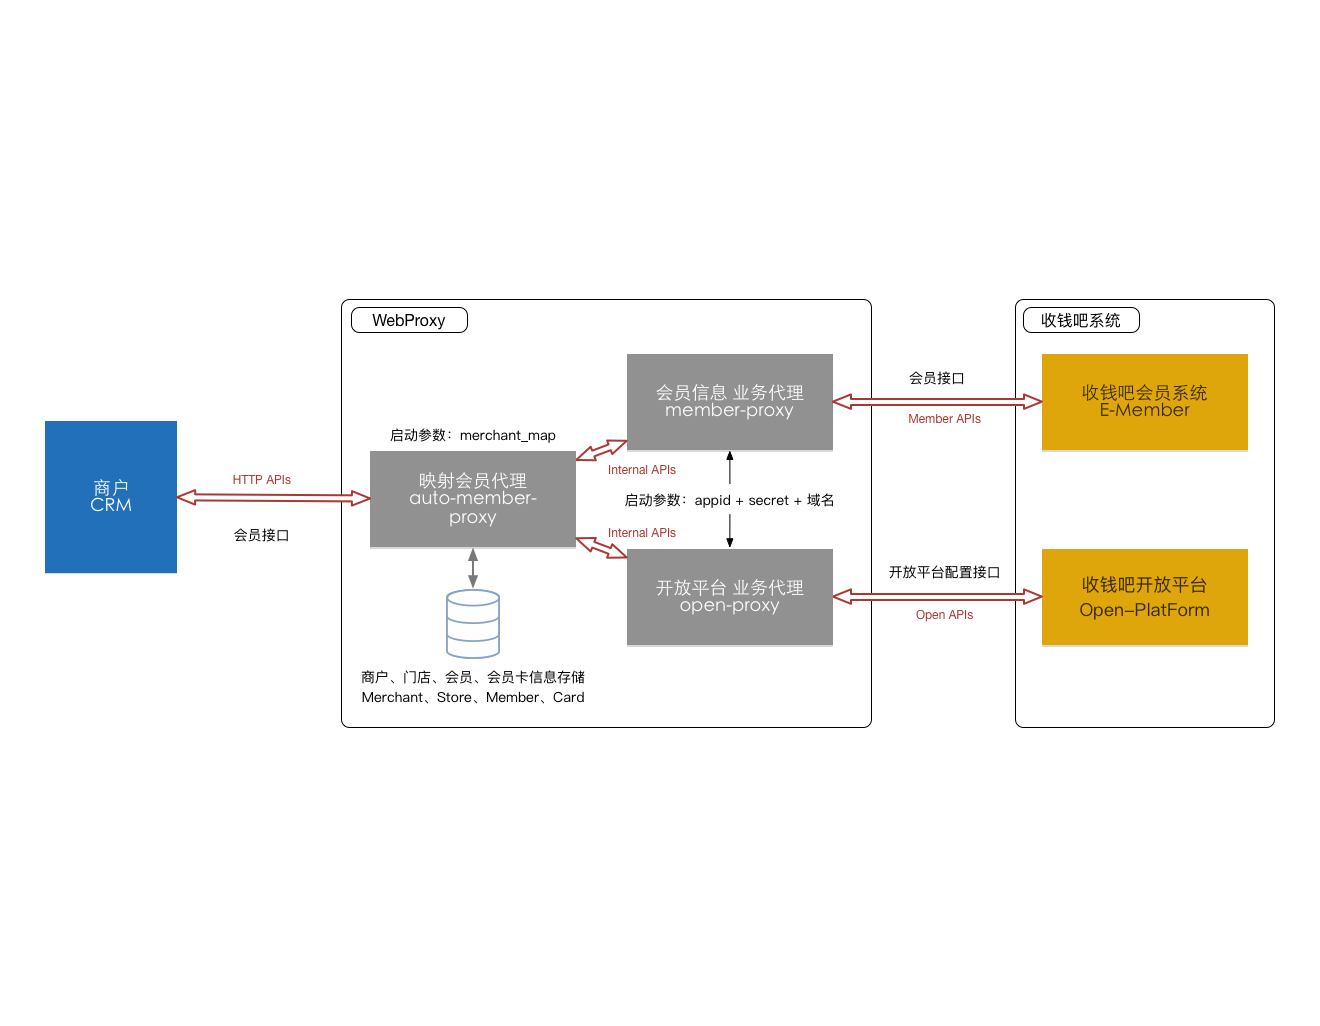 WebProxy
收钱吧系统
会员信息 业务代理
member-proxy
会员接口
Member APIs
收钱吧会员系统
E-Member
启动参数：merchant_map
Internal APIs
商户
CRM
HTTP APIs
会员接口
映射会员代理
auto-member-
proxy
启动参数：appid + secret + 域名
Internal APIs
开放平台 业务代理
open-proxy
开放平台配置接口
Open APIs
收钱吧开放平台
Open-PlatForm
商户、门店、会员、会员卡信息存储
Merchant、Store、Member、Card